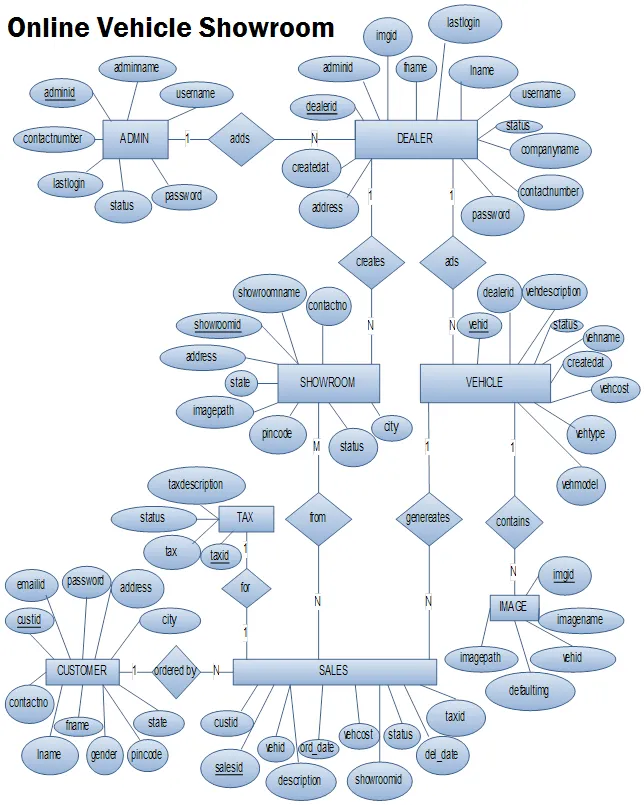 Online Vehicle Showroom
lastlogin
imgid
adminname
adminid
fname
lname
adminid
username
username
dealerid
status
contactnumber
ADMIN
1
adds
N
DEALER
companyname
createdat
lastlogin
contactnumber
status
password
address
password
1
1
creates
ads
showroomname
dealerid
vehdescription
contactno
showroomid
N
N
vehid
status
vehname
address
createdat
state
SHOWROOM
VEHICLE
vehcost
imagepath
pincode
city
status
vehtype
M
1
1
vehmodel
taxdescription
status
TAX
from
genereates
contains
tax
taxid
1
N
emailid
password
address
for
imgid
N
N
IMAGE
custid
city
imagename
1
imagepath
vehid
CUSTOMER
1
ordered by
N
SALES
defaultimg
contactno
fname
state
custid
taxid
lname
gender
pincode
vehid
ord_date
vehcost
status
salesid
del_date
description
showroomid